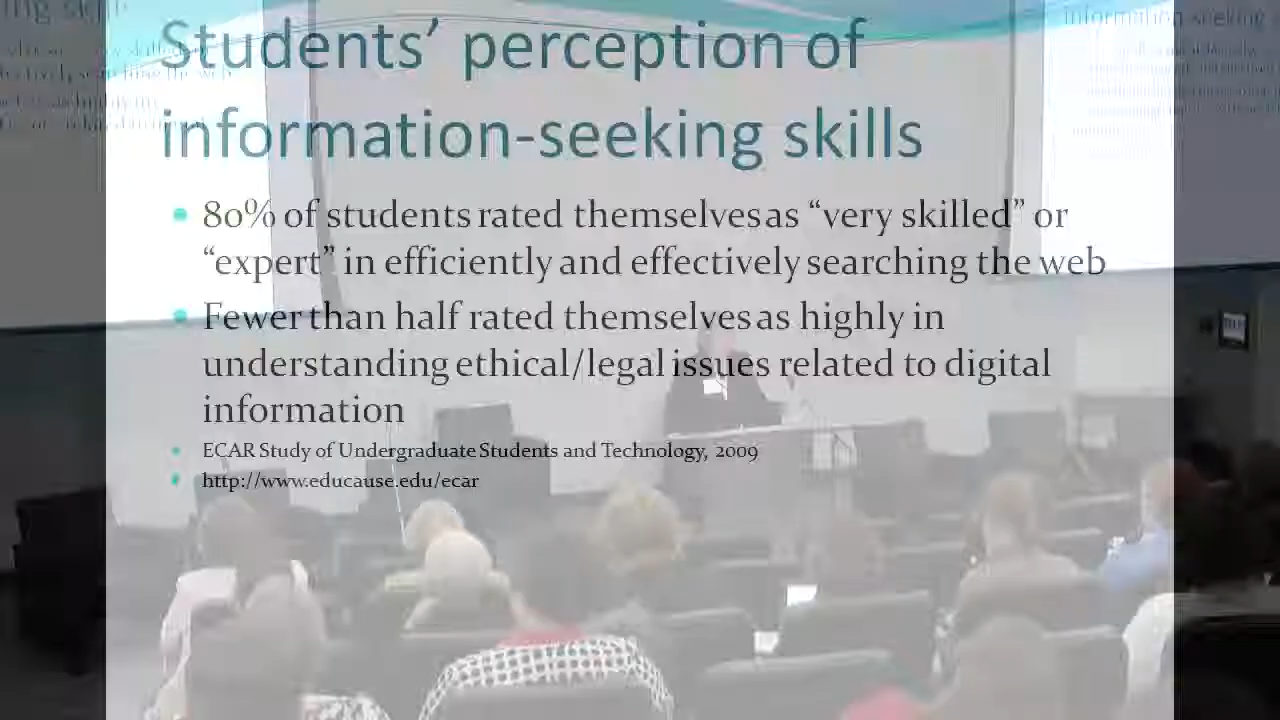 Students’ perception of
information-seeking skills
80% of students rated themselves as “very skilled” or
“expert” in efficiently and effectively searching the web
Fewer than half rated themselves as highly in
understanding ethical/legal issues related to digital
information
ECAR Study of Undergraduate Students and Technology, 2009
http://www.educause.edu/ecar
information seeking